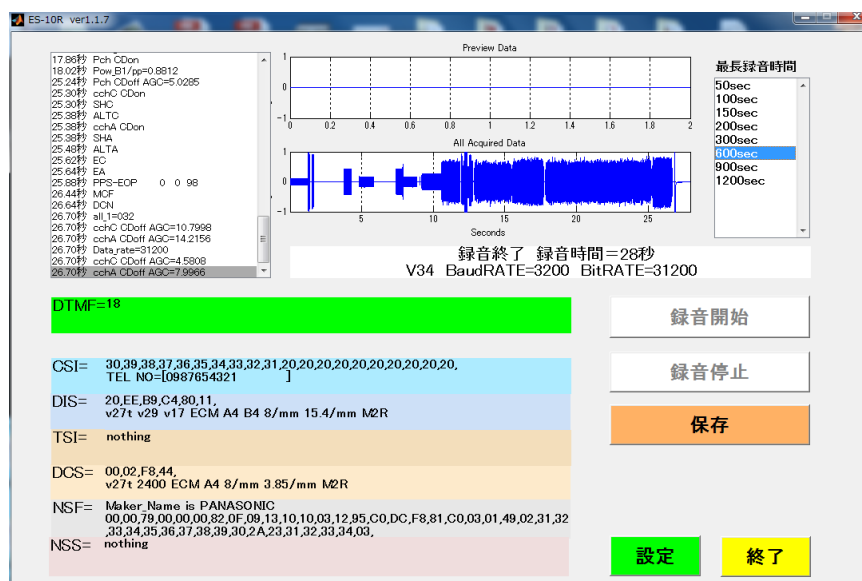 ES-10R ver1.1.7
17.86秒 Pch CDon
18.02秒 Pow_B1/pp=0.8812
25.24秒 Pch CDoff AGC=5.0285
25.30秒 cchC CDon
25.30秒 SHC
25.38秒 ALTC
25.38秒 cchA CDon
25.38秒 SHA
25.48秒 ALTA
25.62秒 EC
25.64秒 EA
25.88秒 PPS-EOP 0 0 98
26.44秒 MCF
26.64秒 DCN
26.70秒 all_1=032
26.70秒 cchC CDoff AGC=10.7998
26.70秒 cchA CDoff AGC=14.2156
26.70秒 Data_rate=31200
26.70秒 cchC CDoff AGC=4.5808
26.70秒 cchA CDoff AGC=7.9966
Preview Data
1
0
-1
0 0.2 0.4 0.6 0.8 1 1.2 1.4 1.6 1.8 2
All Acquired Data
1
0
-1
5 10 15 20 25
Seconds
最長録音時間
50sec
100sec
150sec
200sec
300sec
600sec
900sec
1200sec
録音終了 録音時間=28秒
V34 BaudRATE=3200 BitRATE=31200
DTMF=18
録音開始
録音停止
保存
CSI= 30,39,38,37,36,35,34,33,32,31,20,20,20,20,20,20,20,20,20,20,
TEL NO=[0987654321 ]
DIS= 20,EE,B9,C4,80,11,
v27t v29 v17 ECM A4 B4 8/mm 15.4/mm M2R
TSI= nothing
DCS= 00,02,F8,44,
v27t 2400 ECM A4 8/mm 3.85/mm M2R
NSF= Maker_Name is PANASONIC
00,00,79,00,00,00,82,0F,09,13,10,10,03,12,95,C0,DC,F8,81,C0,03,01,49,02,31,32
,33,34,35,36,37,38,39,30,2A,23,31,32,33,34,03,
NSS= nothing
設定
終了